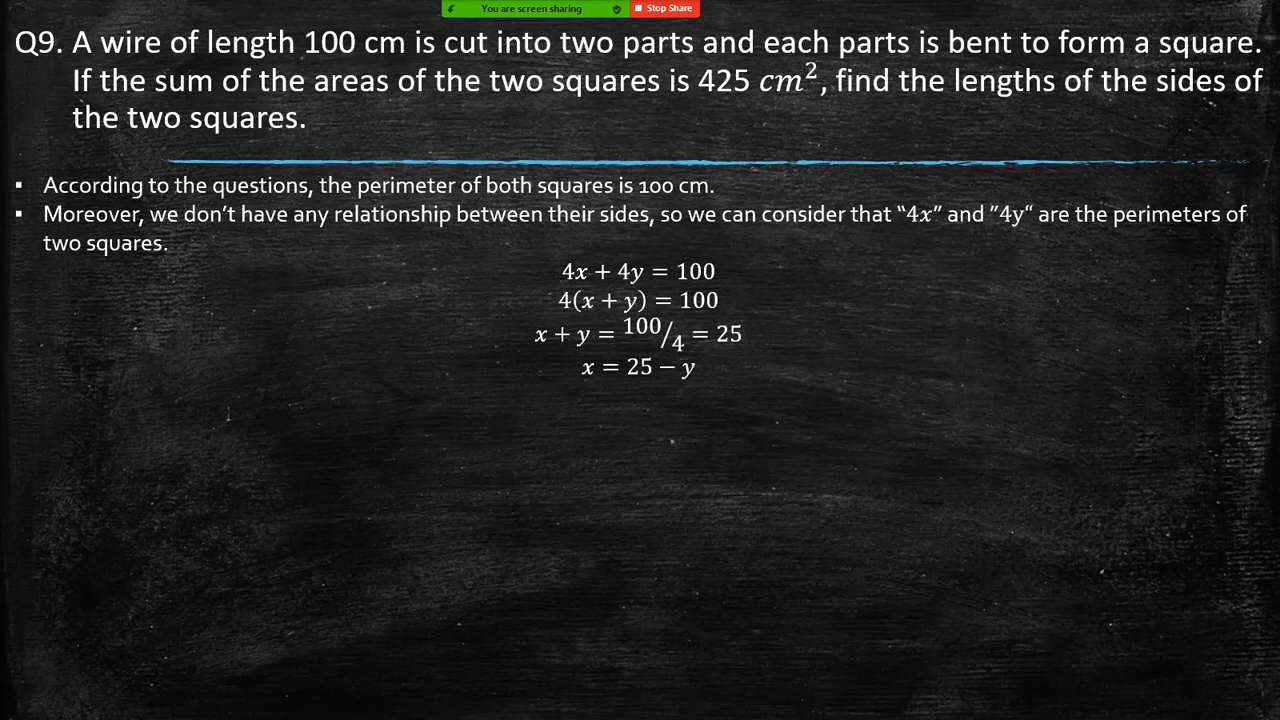 You are screen sharing
Stop Share
Q9. A wire of length 100 cm is cut into two parts and each parts is bent to form a square.
If the sum of the areas of the two squares is 425 cm², find the lengths of the sides of
the two squares.
▪ According to the questions, the perimeter of both squares is 100 cm.
▪ Moreover, we don’t have any relationship between their sides, so we can consider that “4x” and ”4y“ are the perimeters of
two squares.
4x + 4y = 100
4(x + y) = 100
x + y = 100/4 = 25
x = 25 − y